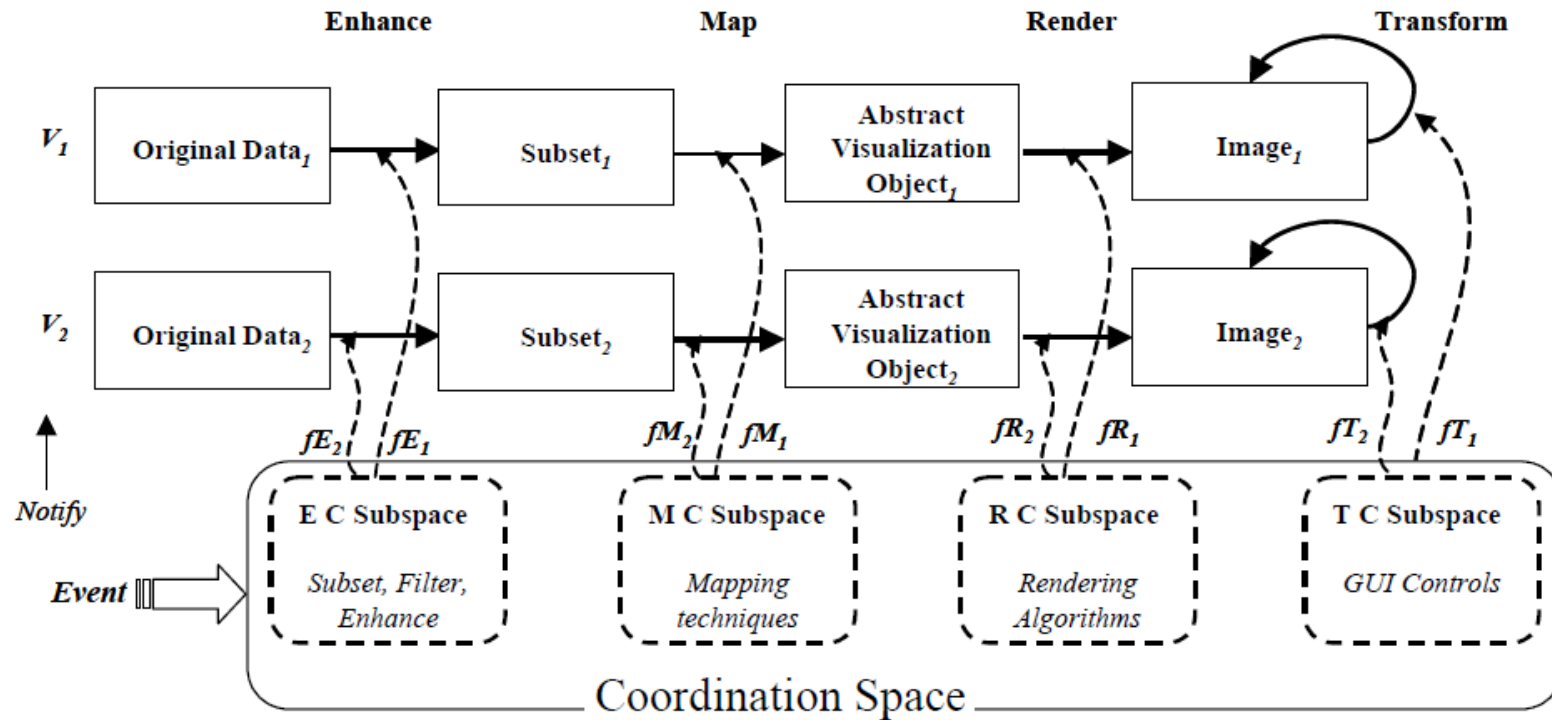 Enhance Map Render Transform
V1 Original Data1 Subset1 Abstract Visualization Object1 Image1
V2 Original Data2 Subset2 Abstract Visualization Object2 Image2
fE2 fE1 fM2 fM1 fR2 fR1 fT2 fT1
Notify
E C Subspace M C Subspace R C Subspace T C Subspace
Event
Subset, Filter, Enhance
Mapping techniques
Rendering Algorithms
GUI Controls
Coordination Space